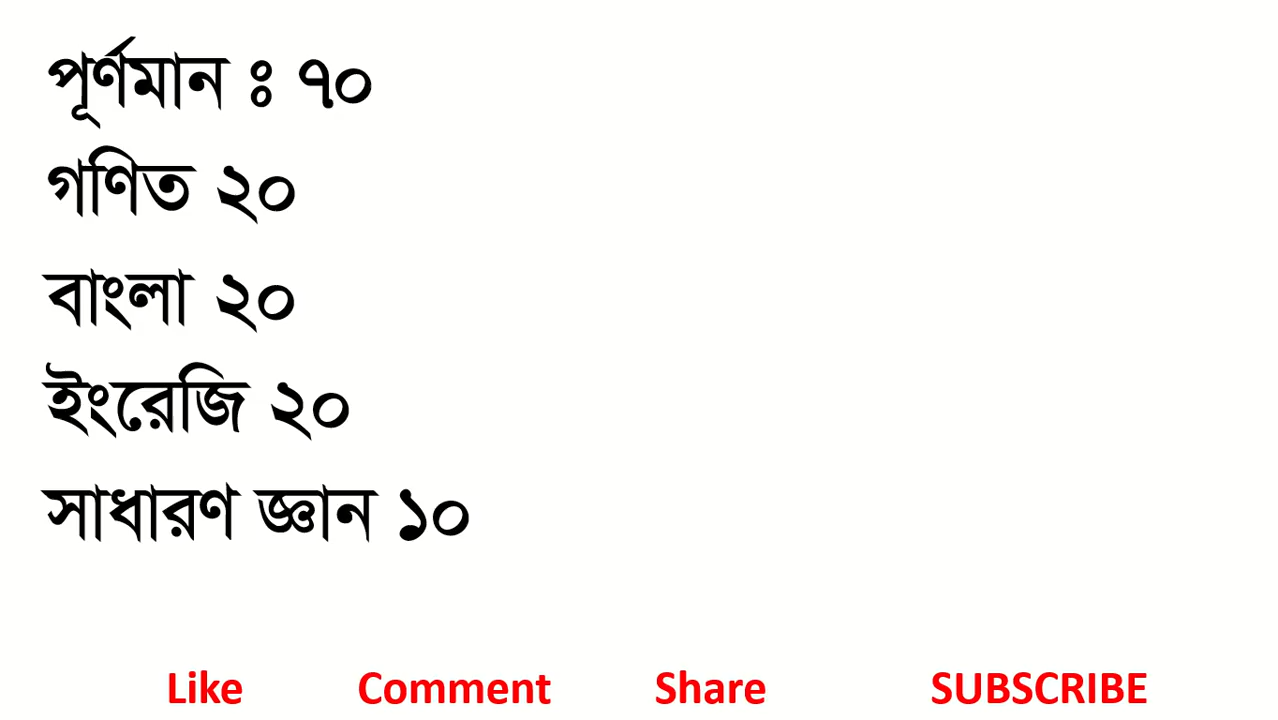 পূর্ণমান ঃ ৭০
গণিত ২০
বাংলা ২০
ইংরেজি ২০
সাধারণ জ্ঞান ১০
Like Comment Share SUBSCRIBE